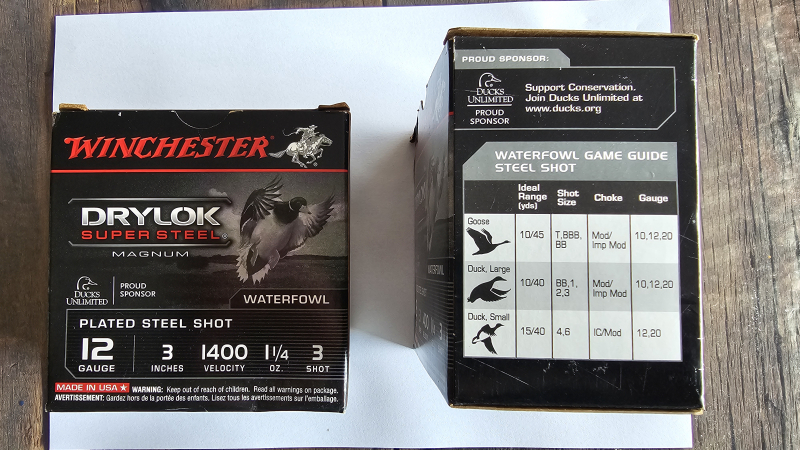 WINCHESTER
DRYLOK
SUPER STEEL
MAGNUM
DUCKS
UNLIMITED
PROUD
SPONSOR
WATERFOWL
PLATED STEEL SHOT
12 3 1400 1 1/4 3
GAUGE INCHES VELOCITY OZ. SHOT
MADE IN USA WARNING: Keep out of reach of children. Read all warnings on package.
AVERTISSEMENT: Gardez hors de la portée des enfants. Lisez tous les avertissements sur l'emballage.
PROUD SPONSOR:
DUCKS
UNLIMITED
PROUD
SPONSOR
Support Conservation.
Join Ducks Unlimited at
www.ducks.org
WATERFOWL GAME GUIDE
STEEL SHOT
Ideal Range (yds) Shot Size Choke Gauge
Goose
10/45 T,BBB, BB Mod/ Imp Mod 10,12,20
Duck, Large
10/40 BB,1, 2,3 Mod/ Imp Mod 10,12,20
Duck, Small
15/40 4,6 IC/Mod 12,20
WATERFOWL